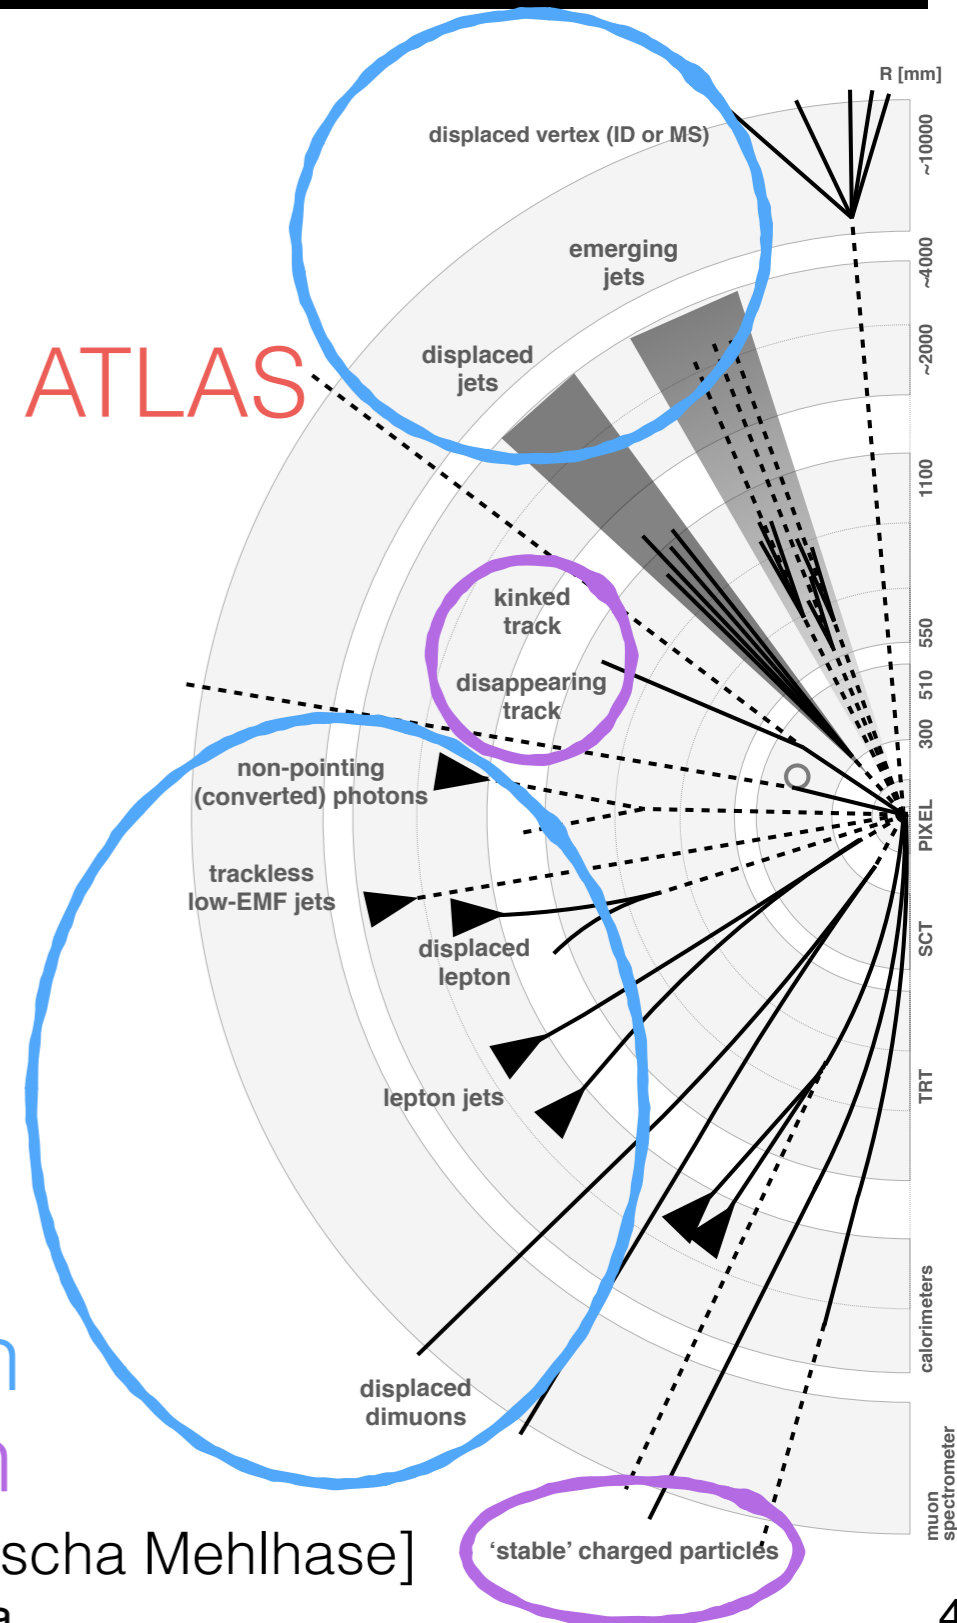 R [mm]
~10000
displaced vertex (ID or MS)
emerging
jets
~4000
~2000
displaced
jets
ATLAS
1100
kinked
track
550
disappearing
track
510
300
non-pointing
(converted) photons
PIXEL
trackless
low-EMF jets
SCT
displaced
lepton
TRT
lepton jets
calorimeters
displaced
dimuons
muon
spectrometer
scha Mehlhase]
'stable' charged particles
4